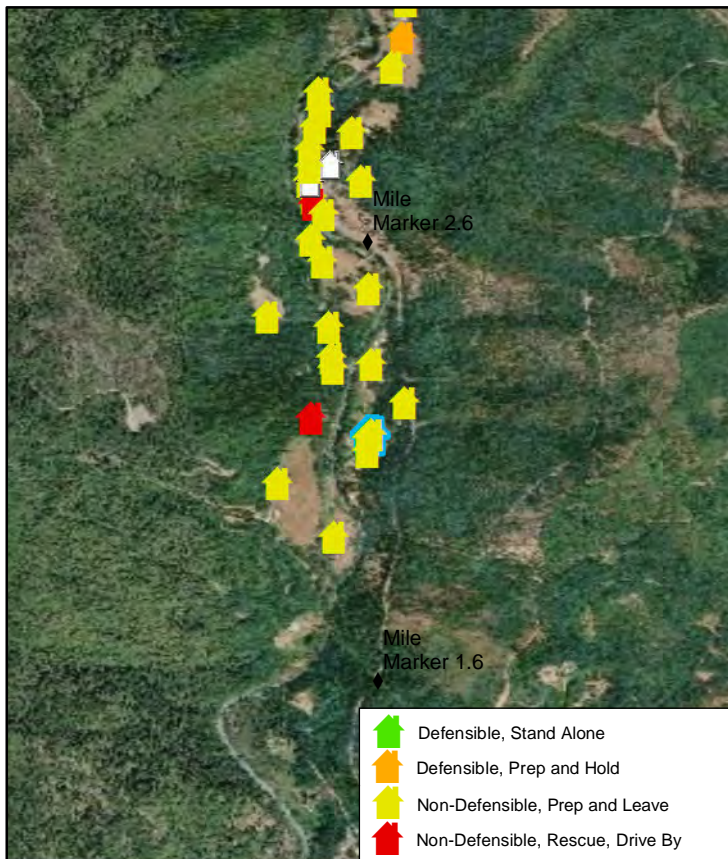 Mile
Marker 2.6
Mile
Marker 1.6
Defensible, Stand Alone
Defensible, Prep and Hold
Non-Defensible, Prep and Leave
Non-Defensible, Rescue, Drive By